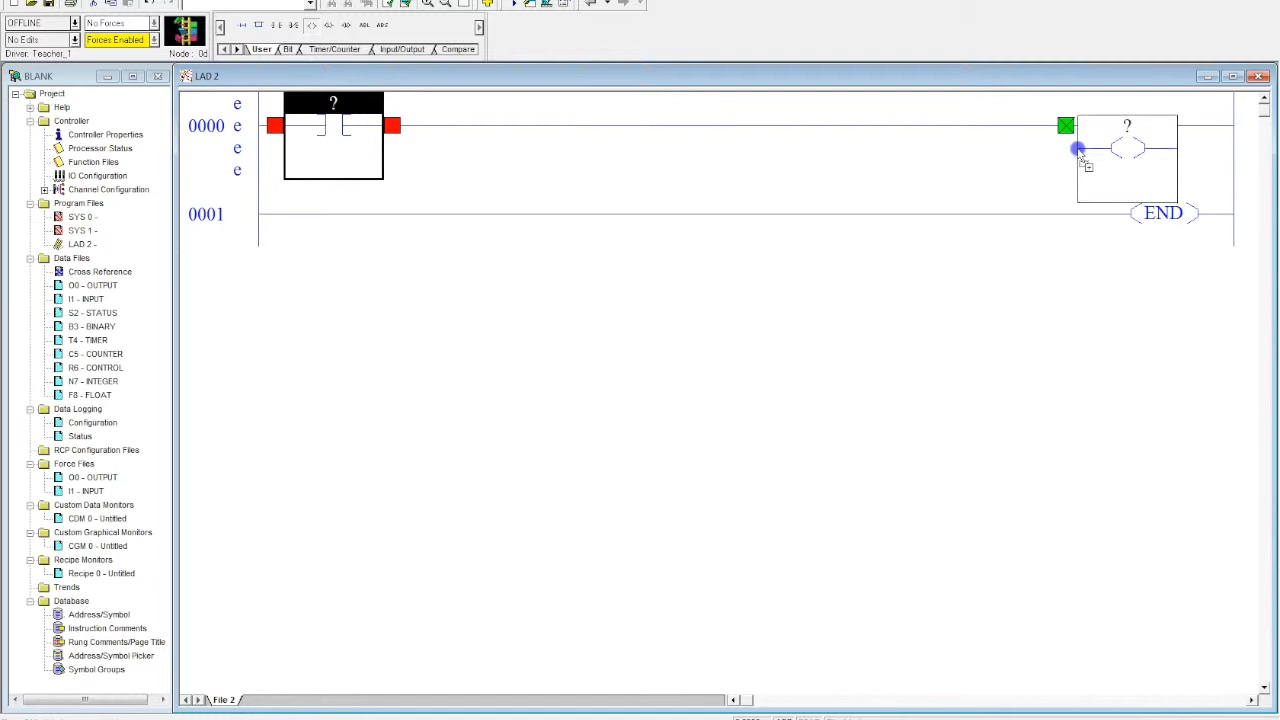 OFFLINE No Forces
No Edits Forces Enabled
Driver: Teacher_1 Node : 0d
User Bit Timer/Counter Input/Output Compare
BLANK
Project
Help
Controller
Controller Properties
Processor Status
Function Files
IO Configuration
Channel Configuration
Program Files
SYS 0 -
SYS 1 -
LAD 2 -
Data Files
Cross Reference
O0 - OUTPUT
I1 - INPUT
S2 - STATUS
B3 - BINARY
T4 - TIMER
C5 - COUNTER
R6 - CONTROL
N7 - INTEGER
F8 - FLOAT
Data Logging
Configuration
Status
RCP Configuration Files
Force Files
O0 - OUTPUT
I1 - INPUT
Custom Data Monitors
CDM 0 - Untitled
Custom Graphical Monitors
CGM 0 - Untitled
Recipe Monitors
Recipe 0 - Untitled
Trends
Database
Address/Symbol
Instruction Comments
Rung Comments/Page Title
Address/Symbol Picker
Symbol Groups
LAD 2
e ?
0000 e ?
e
e
0001 END
File 2